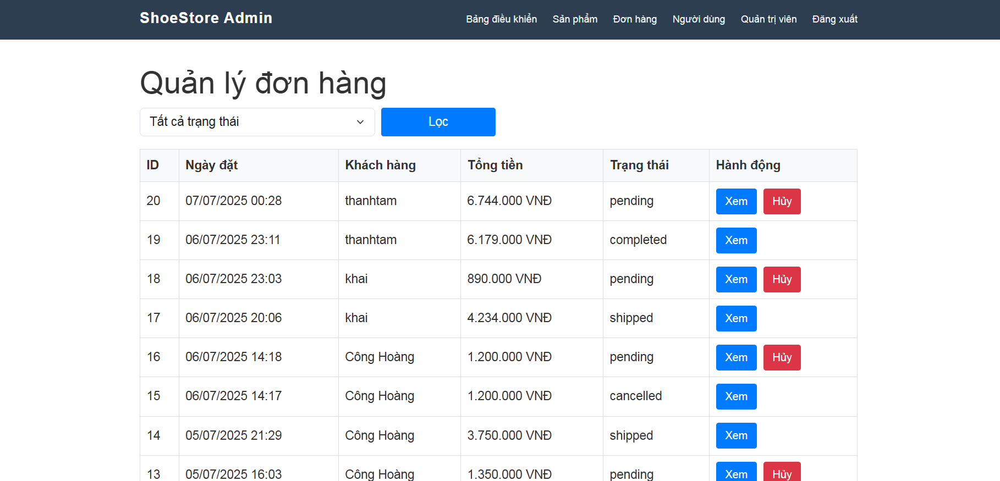 ShoeStore Admin Bảng điều khiển Sản phẩm Đơn hàng Người dùng Quản trị viên Đăng xuất
Quản lý đơn hàng
Tất cả trạng thái Lọc
ID Ngày đặt Khách hàng Tổng tiền Trạng thái Hành động
20 07/07/2025 00:28 thanhtam 6.744.000 VNĐ pending Xem Hủy
19 06/07/2025 23:11 thanhtam 6.179.000 VNĐ completed Xem
18 06/07/2025 23:03 khai 890.000 VNĐ pending Xem Hủy
17 06/07/2025 20:06 khai 4.234.000 VNĐ shipped Xem
16 06/07/2025 14:18 Công Hoàng 1.200.000 VNĐ pending Xem Hủy
15 06/07/2025 14:17 Công Hoàng 1.200.000 VNĐ cancelled Xem
14 05/07/2025 21:29 Công Hoàng 3.750.000 VNĐ shipped Xem
13 05/07/2025 16:03 Công Hoàng 1.350.000 VNĐ pending Xem Hủy